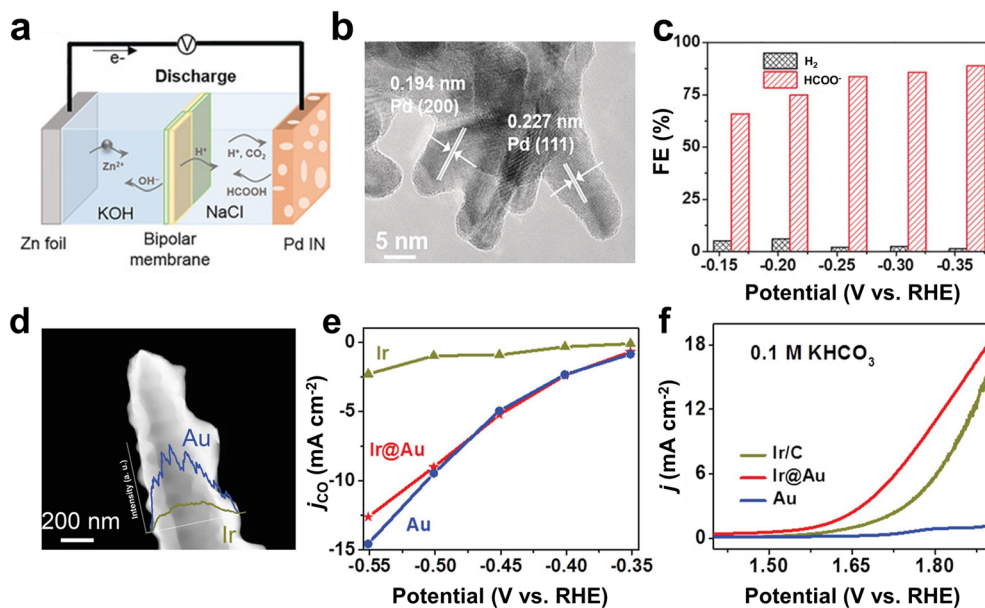 a
V
e-
Discharge
Zn²⁺
OH⁻
H⁺
H⁺, CO₂
HCOOH
KOH
NaCl
Zn foil
Bipolar
membrane
Pd IN
b
0.194 nm
Pd (200)
0.227 nm
Pd (111)
5 nm
c
H₂
HCOO⁻
100
75
50
25
0
FE (%)
-0.15
-0.20
-0.25
-0.30
-0.35
Potential (V vs. RHE)
d
Au
Ir
Intensity (a. u.)
200 nm
e
Ir
Ir@Au
Au
0
-5
-10
-15
j_CO (mA cm⁻²)
-0.55
-0.50
-0.45
-0.40
-0.35
Potential (V vs. RHE)
f
0.1 M KHCO₃
Ir/C
Ir@Au
Au
18
12
6
0
j (mA cm⁻²)
1.50
1.65
1.80
Potential (V vs. RHE)